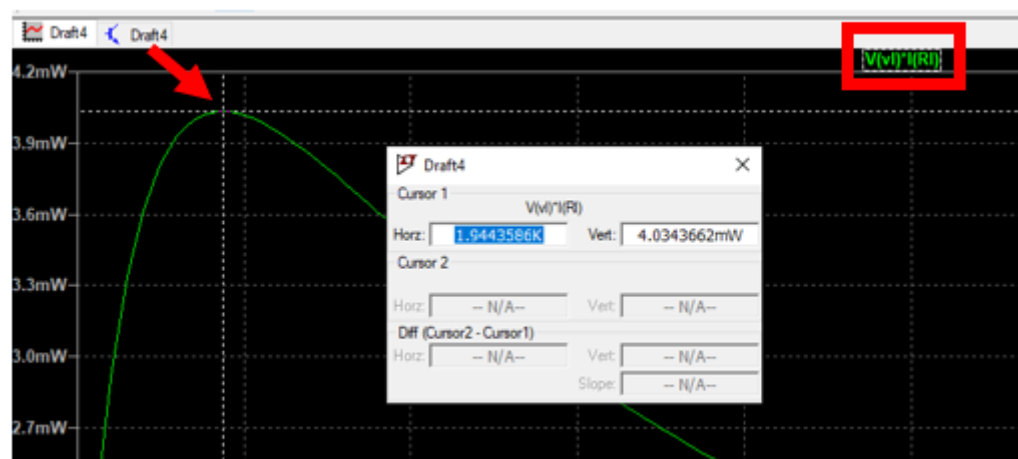 Draft4 Draft4
V(vl)*I(Rl)
4.2mW
3.9mW
3.6mW
3.3mW
3.0mW
2.7mW
Draft4
Cursor 1
V(vl)*I(Rl)
Horz: 1.9443586K Vert: 4.0343662mW
Cursor 2
Horz: -- N/A-- Vert: -- N/A--
Diff (Cursor2 - Cursor1)
Horz: -- N/A-- Vert: -- N/A--
Slope: -- N/A--